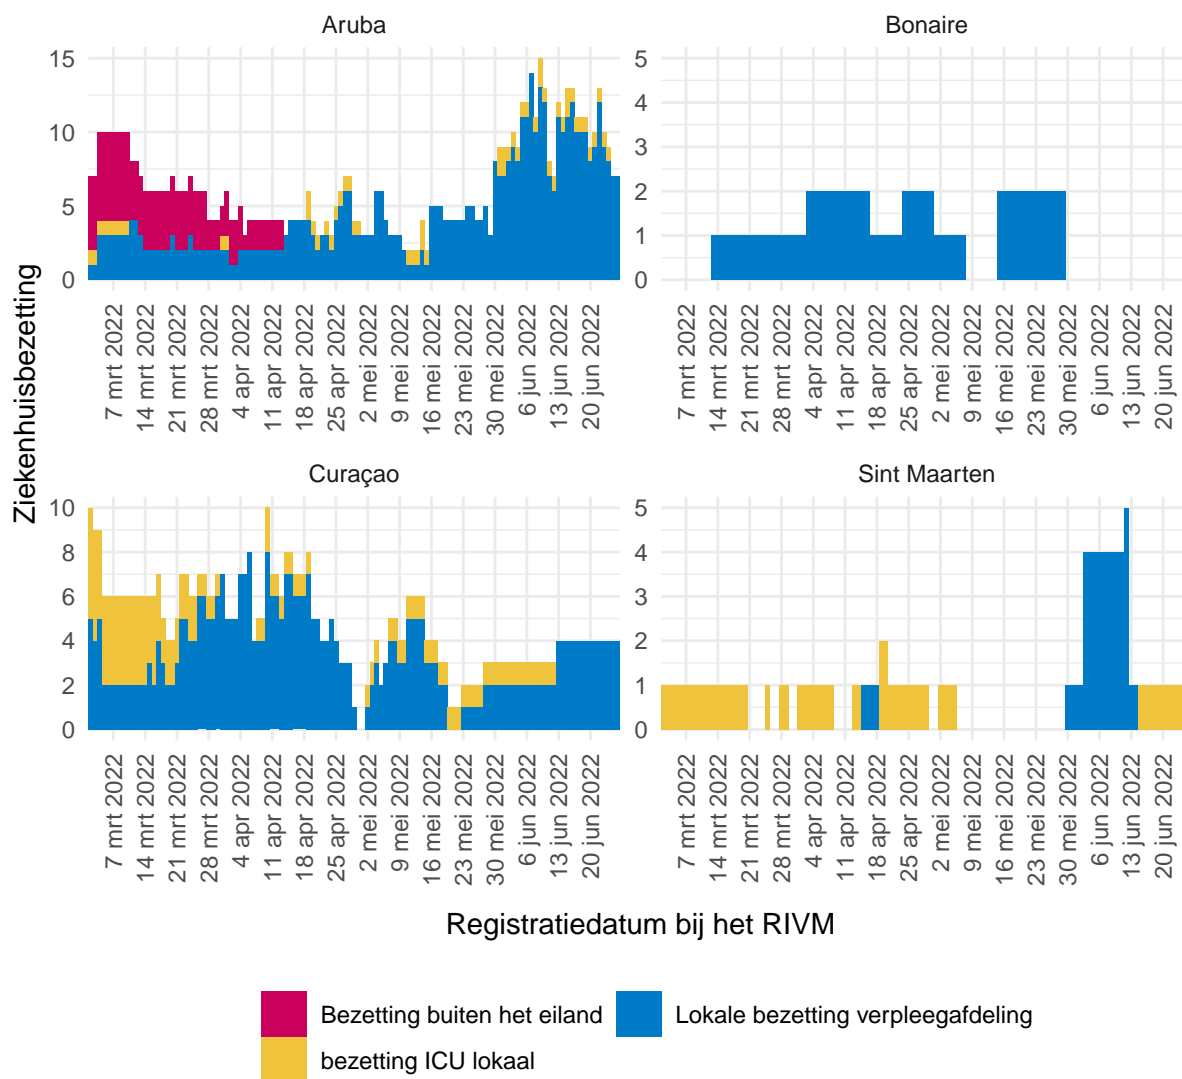 Aruba
Bonaire
15
10
5
0
5
4
3
2
1
0
7 mrt 2022
14 mrt 2022
21 mrt 2022
28 mrt 2022
4 apr 2022
11 apr 2022
18 apr 2022
25 apr 2022
2 mei 2022
9 mei 2022
16 mei 2022
23 mei 2022
30 mei 2022
6 jun 2022
13 jun 2022
20 jun 2022
7 mrt 2022
14 mrt 2022
21 mrt 2022
28 mrt 2022
4 apr 2022
11 apr 2022
18 apr 2022
25 apr 2022
2 mei 2022
9 mei 2022
16 mei 2022
23 mei 2022
30 mei 2022
6 jun 2022
13 jun 2022
20 jun 2022
Ziekenhuisbezetting
Curaçao
Sint Maarten
10
8
6
4
2
0
5
4
3
2
1
0
7 mrt 2022
14 mrt 2022
21 mrt 2022
28 mrt 2022
4 apr 2022
11 apr 2022
18 apr 2022
25 apr 2022
2 mei 2022
9 mei 2022
16 mei 2022
23 mei 2022
30 mei 2022
6 jun 2022
13 jun 2022
20 jun 2022
7 mrt 2022
14 mrt 2022
21 mrt 2022
28 mrt 2022
4 apr 2022
11 apr 2022
18 apr 2022
25 apr 2022
2 mei 2022
9 mei 2022
16 mei 2022
23 mei 2022
30 mei 2022
6 jun 2022
13 jun 2022
20 jun 2022
Registratiedatum bij het RIVM
Bezetting buiten het eiland
Lokale bezetting verpleegafdeling
bezetting ICU lokaal